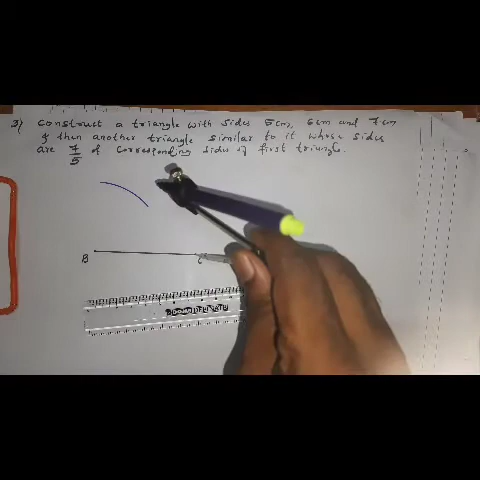 3) Construct a triangle with sides 5cm, 6cm and 7cm
& then another triangle similar to it whose sides
are 7/5 of corresponding sides of first triangle.
B
C